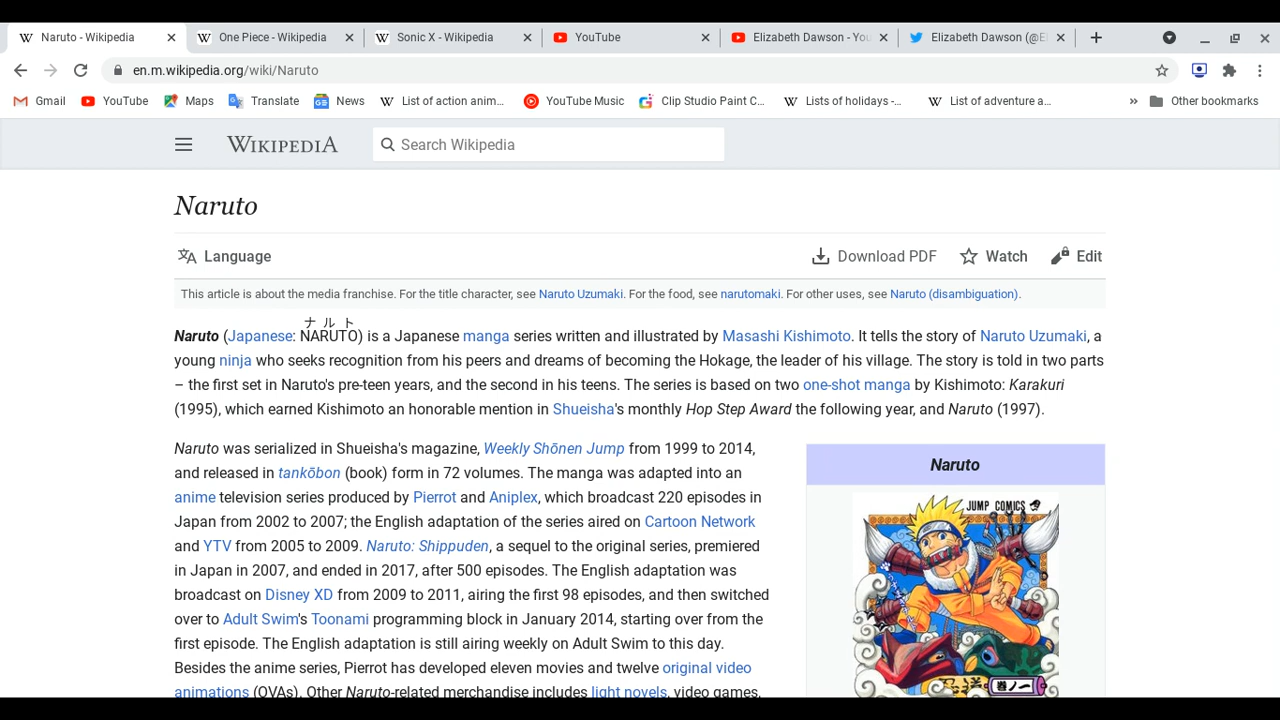 Naruto - Wikipedia
One Piece - Wikipedia
Sonic X - Wikipedia
YouTube
Elizabeth Dawson - You
Elizabeth Dawson (@El
en.m.wikipedia.org/wiki/Naruto
Gmail
YouTube
Maps
Translate
News
List of action anim...
YouTube Music
Clip Studio Paint C...
Lists of holidays -...
List of adventure a...
»
Other bookmarks
WIKIPEDIA
Search Wikipedia
Naruto
Language
Download PDF
Watch
Edit
This article is about the media franchise. For the title character, see Naruto Uzumaki. For the food, see narutomaki. For other uses, see Naruto (disambiguation).
ナルト
Naruto (Japanese: NARUTO) is a Japanese manga series written and illustrated by Masashi Kishimoto. It tells the story of Naruto Uzumaki, a
young ninja who seeks recognition from his peers and dreams of becoming the Hokage, the leader of his village. The story is told in two parts
– the first set in Naruto's pre-teen years, and the second in his teens. The series is based on two one-shot manga by Kishimoto: Karakuri
(1995), which earned Kishimoto an honorable mention in Shueisha's monthly Hop Step Award the following year, and Naruto (1997).
Naruto was serialized in Shueisha's magazine, Weekly Shōnen Jump from 1999 to 2014,
and released in tankōbon (book) form in 72 volumes. The manga was adapted into an
anime television series produced by Pierrot and Aniplex, which broadcast 220 episodes in
Japan from 2002 to 2007; the English adaptation of the series aired on Cartoon Network
and YTV from 2005 to 2009. Naruto: Shippuden, a sequel to the original series, premiered
in Japan in 2007, and ended in 2017, after 500 episodes. The English adaptation was
broadcast on Disney XD from 2009 to 2011, airing the first 98 episodes, and then switched
over to Adult Swim's Toonami programming block in January 2014, starting over from the
first episode. The English adaptation is still airing weekly on Adult Swim to this day.
Besides the anime series, Pierrot has developed eleven movies and twelve original video
animations (OVAs). Other Naruto-related merchandise includes light novels, video games,
Naruto
JUMP COMICS
巻ノ一